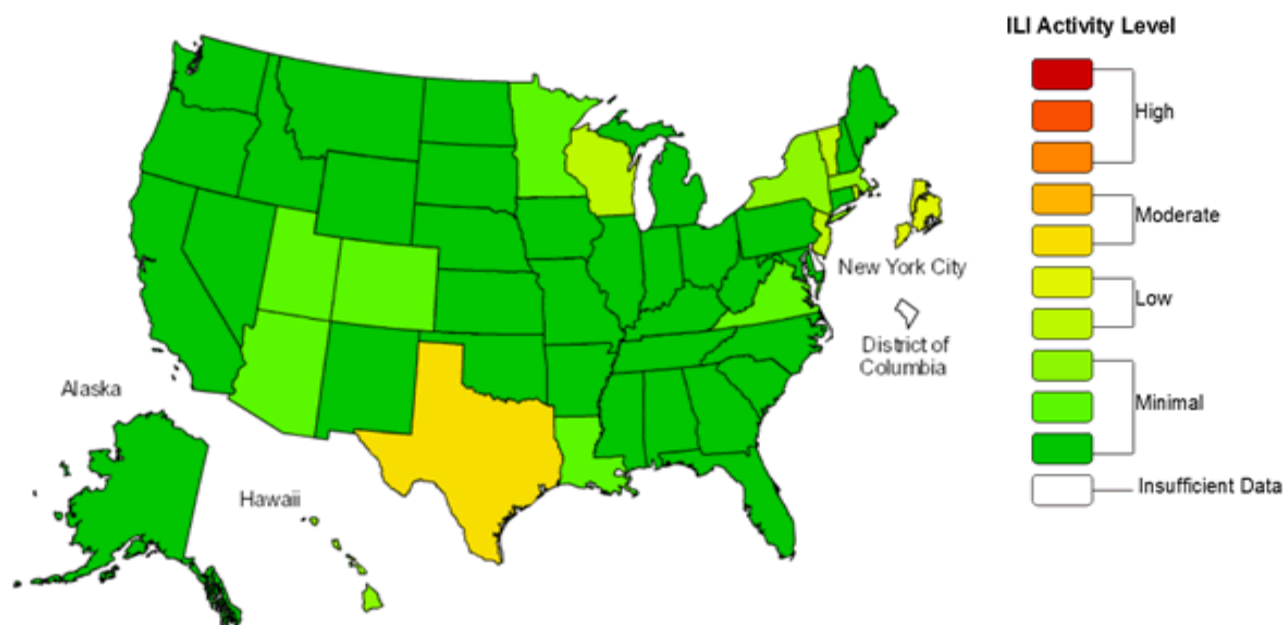 ILI Activity Level
High
Moderate
Low
Minimal
Insufficient Data
New York City
District of
Columbia
Alaska
Hawaii